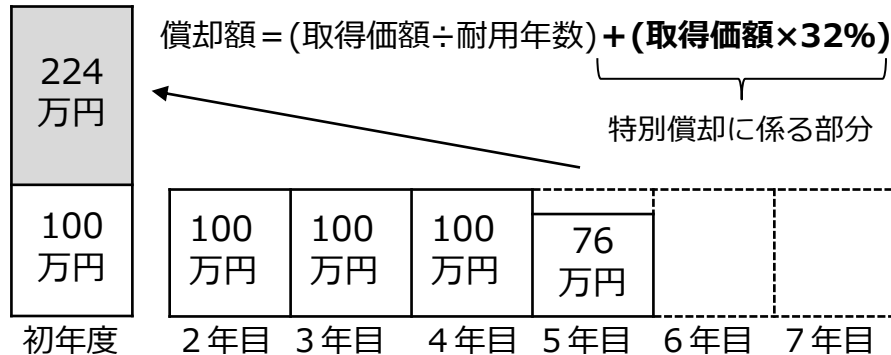 償却額＝(取得価額÷耐用年数)＋(取得価額×32%)
特別償却に係る部分
224
万円
100
万円
100
万円
100
万円
100
万円
76
万円
初年度
２年目
３年目
４年目
５年目
６年目
７年目